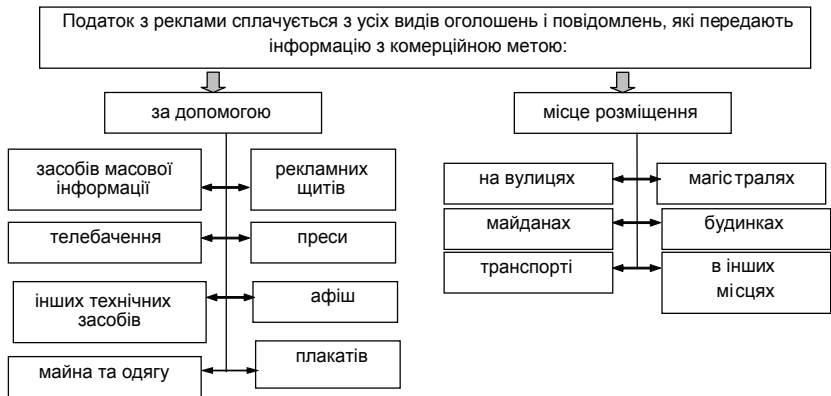 Податок з реклами сплачується з усіх видів оголошень і повідомлень, які передають
інформацію з комерційною метою:
за допомогою
місце розміщення
засобів масової
інформації
рекламних
щитів
на вулицях
магістралях
телебачення
преси
майданах
будинках
інших технічних
засобів
афіш
транспорті
в інших
місцях
майна та одягу
плакатів